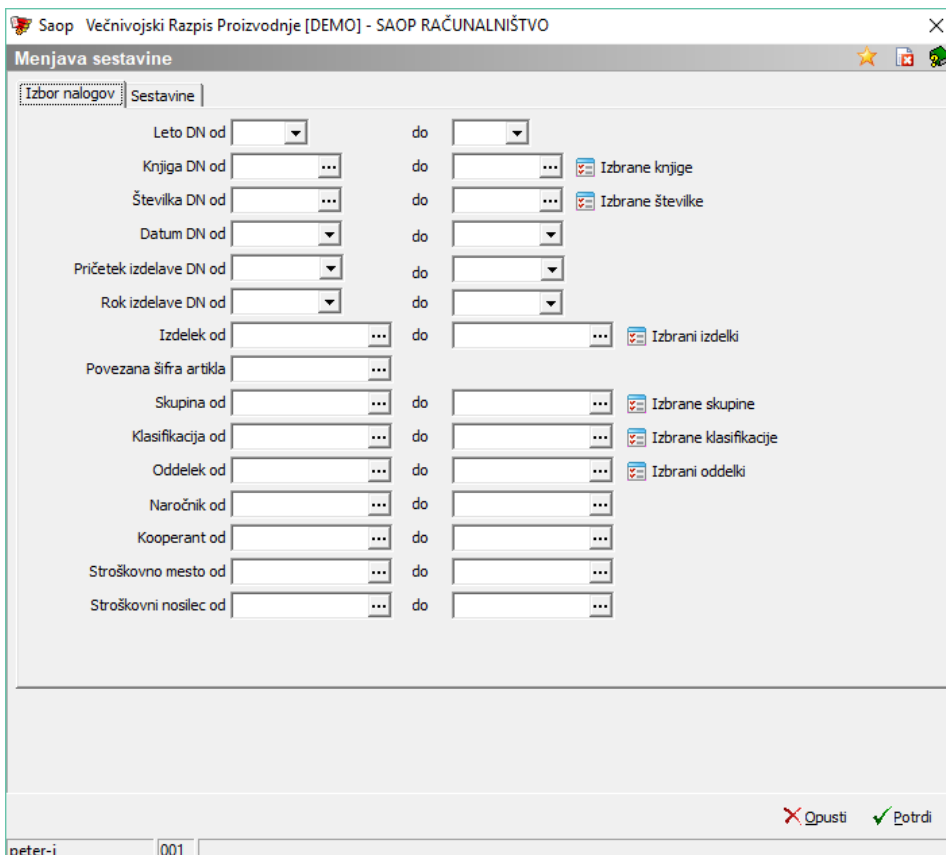 Saop Večnivojski Razpis Proizvodnje [DEMO] - SAOP RAČUNALNIŠTVO
Menjava sestavine
Izbor nalogov Sestavine
Leto DN od do
Knjiga DN od do Izbrane knjige
Številka DN od do Izbrane številke
Datum DN od do
Pričetek izdelave DN od do
Rok izdelave DN od do
Izdelek od do Izbrani izdelki
Povezana šifra artikla
Skupina od do Izbrane skupine
Klasifikacija od do Izbrane klasifikacije
Oddelek od do Izbrani oddelki
Naročnik od do
Kooperant od do
Stroškovno mesto od do
Stroškovni nosilec od do
Opusti Potrdi
peter-i 001